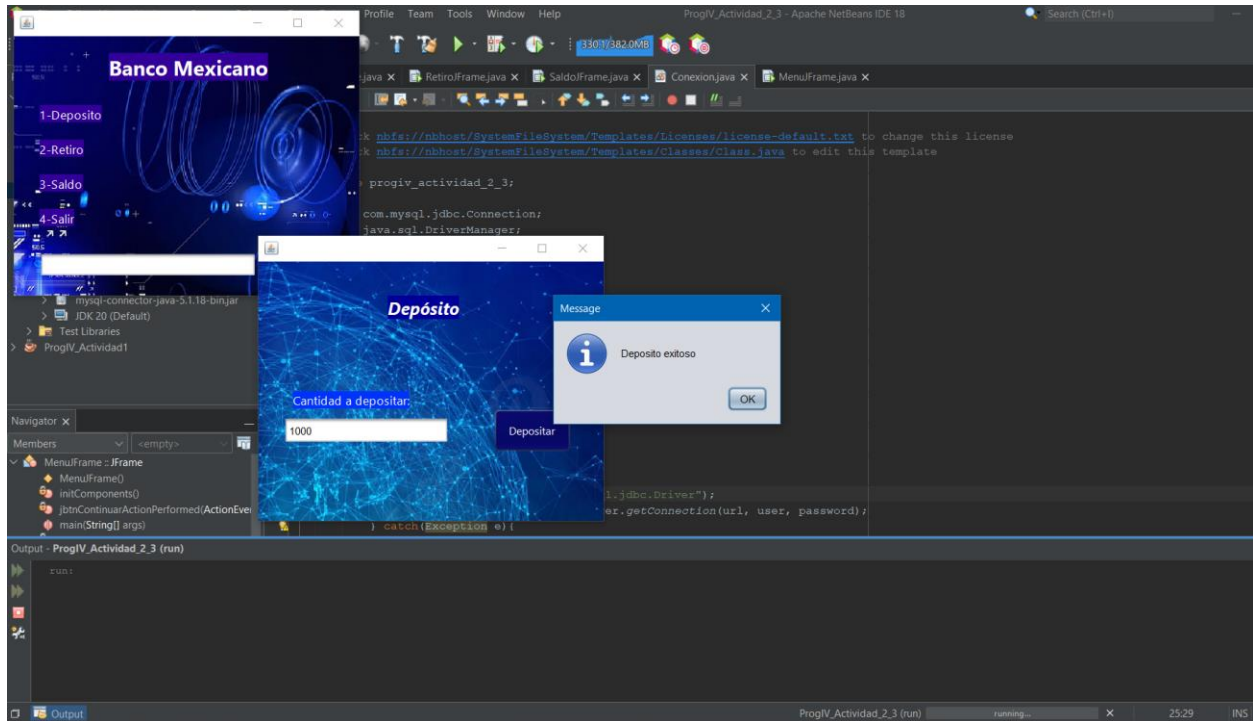 Profile Team Tools Window Help
ProgIV_Actividad_2_3 - Apache NetBeans IDE 18
Search (Ctrl+I)
330.1/382.0MB
.java RetiroJFrame.java SaldoJFrame.java Conexion.java MenuJFrame.java
Banco Mexicano
1-Deposito
2-Retiro
3-Saldo
4-Salir
nbfs://nbhost/SystemFileSystem/Templates/Licenses/license-default.txt to change this license
nbfs://nbhost/SystemFileSystem/Templates/Classes/Class.java to edit this template
progiv_actividad_2_3;
com.mysql.jdbc.Connection;
java.sql.DriverManager;
mysql-connector-java-5.1.18-bin.jar
JDK 20 (Default)
Test Libraries
ProgIV_Actividad1
Depósito
Cantidad a depositar:
1000
Depositar
Message
Deposito exitoso
OK
Navigator
Members
<empty>
MenuJFrame :: JFrame
MenuJFrame()
initComponents()
jbtnContinuarActionPerformed(ActionEve
main(String[] args)
.jdbc.Driver");
er.getConnection(url, user, password);
} catch(Exception e){
Output - ProgIV_Actividad_2_3 (run)
run:
Output
ProgIV_Actividad_2_3 (run)
running...
25:29
INS